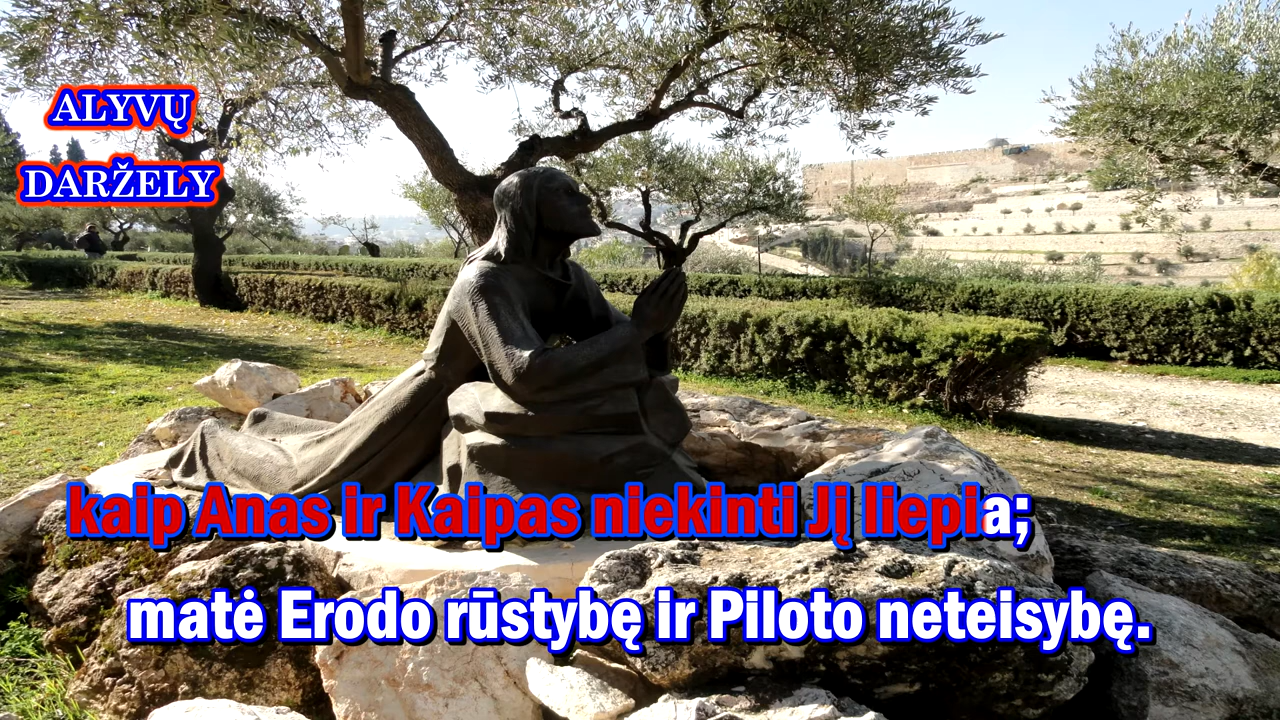 ALYVŲ
DARŽELY
kaip Anas ir Kaipas niekinti Jį liepia;
matė Erodo rūstybę ir Piloto neteisybę.